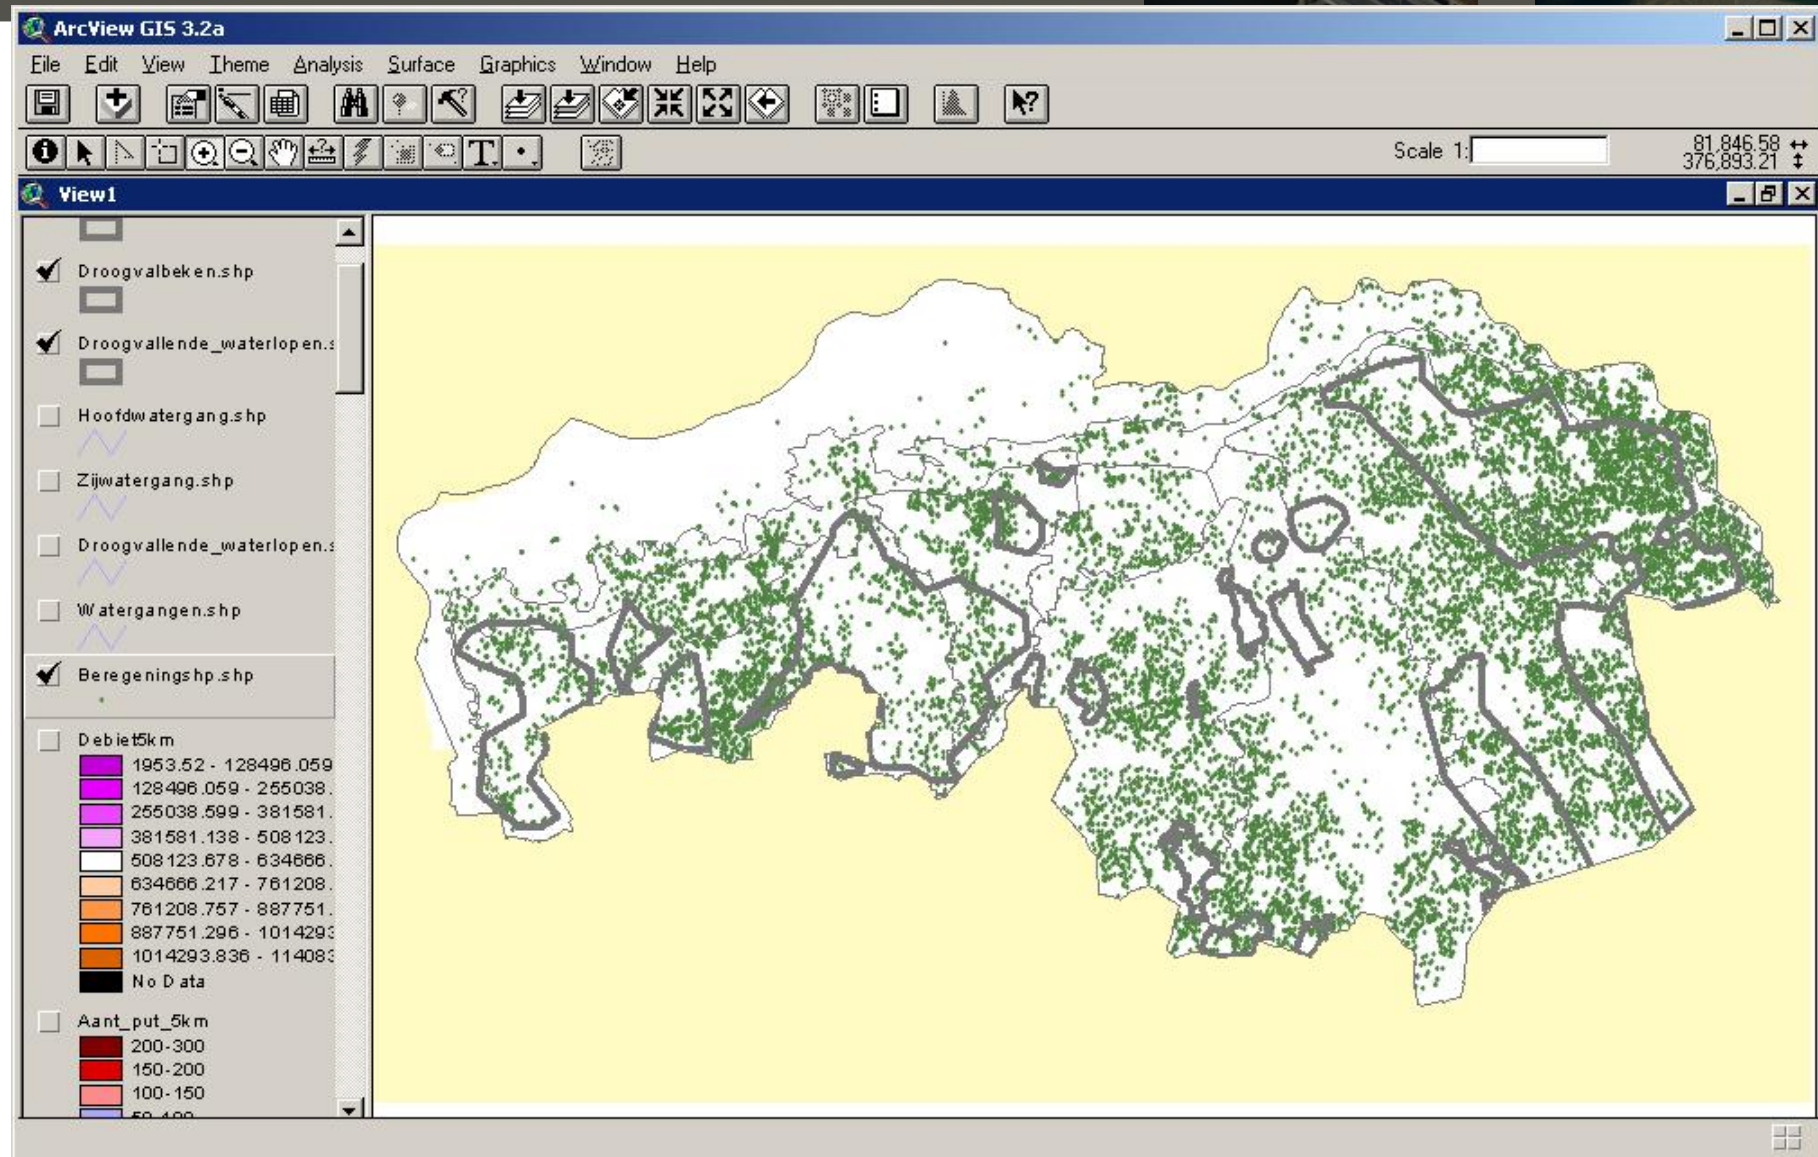 ArcView GIS 3.2a
File Edit View Theme Analysis Surface Graphics Window Help
Scale 1:
81,846.58
376,893.21
View1
Droogvalbeken.shp
Droogvallende_waterlopen.s
Hoofdwatergang.shp
Zijwatergang.shp
Droogvallende_waterlopen.s
Watergangen.shp
Beregeningshp.shp
Debiet5km
1953.52 - 128496.059
128496.059 - 255038.
255038.599 - 381581.
381581.138 - 508123.
508123.678 - 634666.
634666.217 - 761208.
761208.757 - 887751.
887751.296 - 1014293
1014293.836 - 114083
No Data
Aant_put_5km
200-300
150-200
100-150
50-100